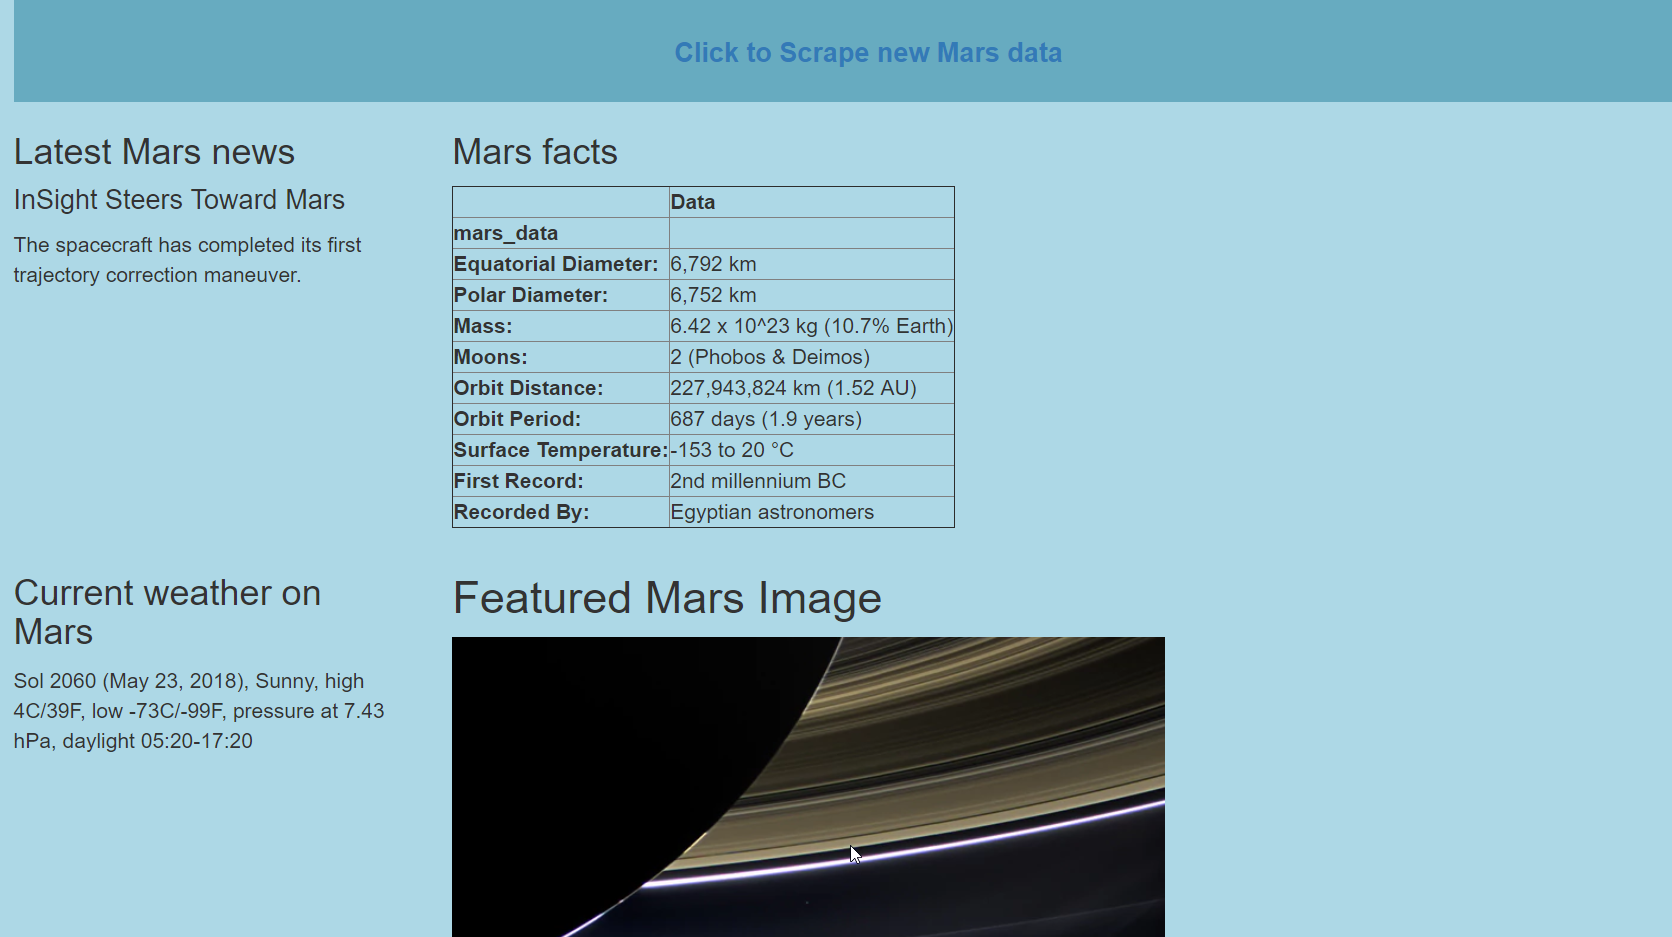 Click to Scrape new Mars data
Latest Mars news
InSight Steers Toward Mars
The spacecraft has completed its first
trajectory correction maneuver.
Mars facts
Data
mars_data
Equatorial Diameter: 6,792 km
Polar Diameter: 6,752 km
Mass: 6.42 x 10^23 kg (10.7% Earth)
Moons: 2 (Phobos & Deimos)
Orbit Distance: 227,943,824 km (1.52 AU)
Orbit Period: 687 days (1.9 years)
Surface Temperature: -153 to 20 °C
First Record: 2nd millennium BC
Recorded By: Egyptian astronomers
Current weather on
Mars
Sol 2060 (May 23, 2018), Sunny, high
4C/39F, low -73C/-99F, pressure at 7.43
hPa, daylight 05:20-17:20
Featured Mars Image